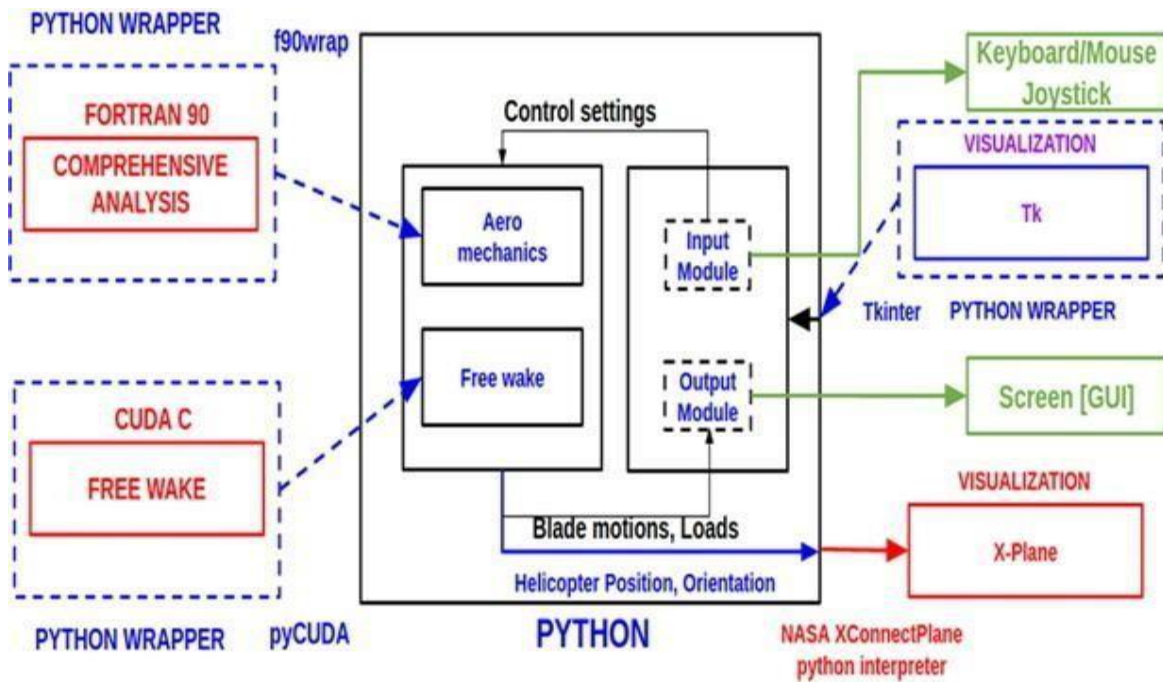 PYTHON WRAPPER
f90wrap
FORTRAN 90
COMPREHENSIVE
ANALYSIS
CUDA C
FREE WAKE
PYTHON WRAPPER
pyCUDA
Control settings
Aero
mechanics
Free wake
Input
Module
Output
Module
Blade motions, Loads
Helicopter Position, Orientation
PYTHON
Keyboard/Mouse
Joystick
VISUALIZATION
Tk
Tkinter
PYTHON WRAPPER
Screen [GUI]
VISUALIZATION
X-Plane
NASA XConnectPlane
python interpreter